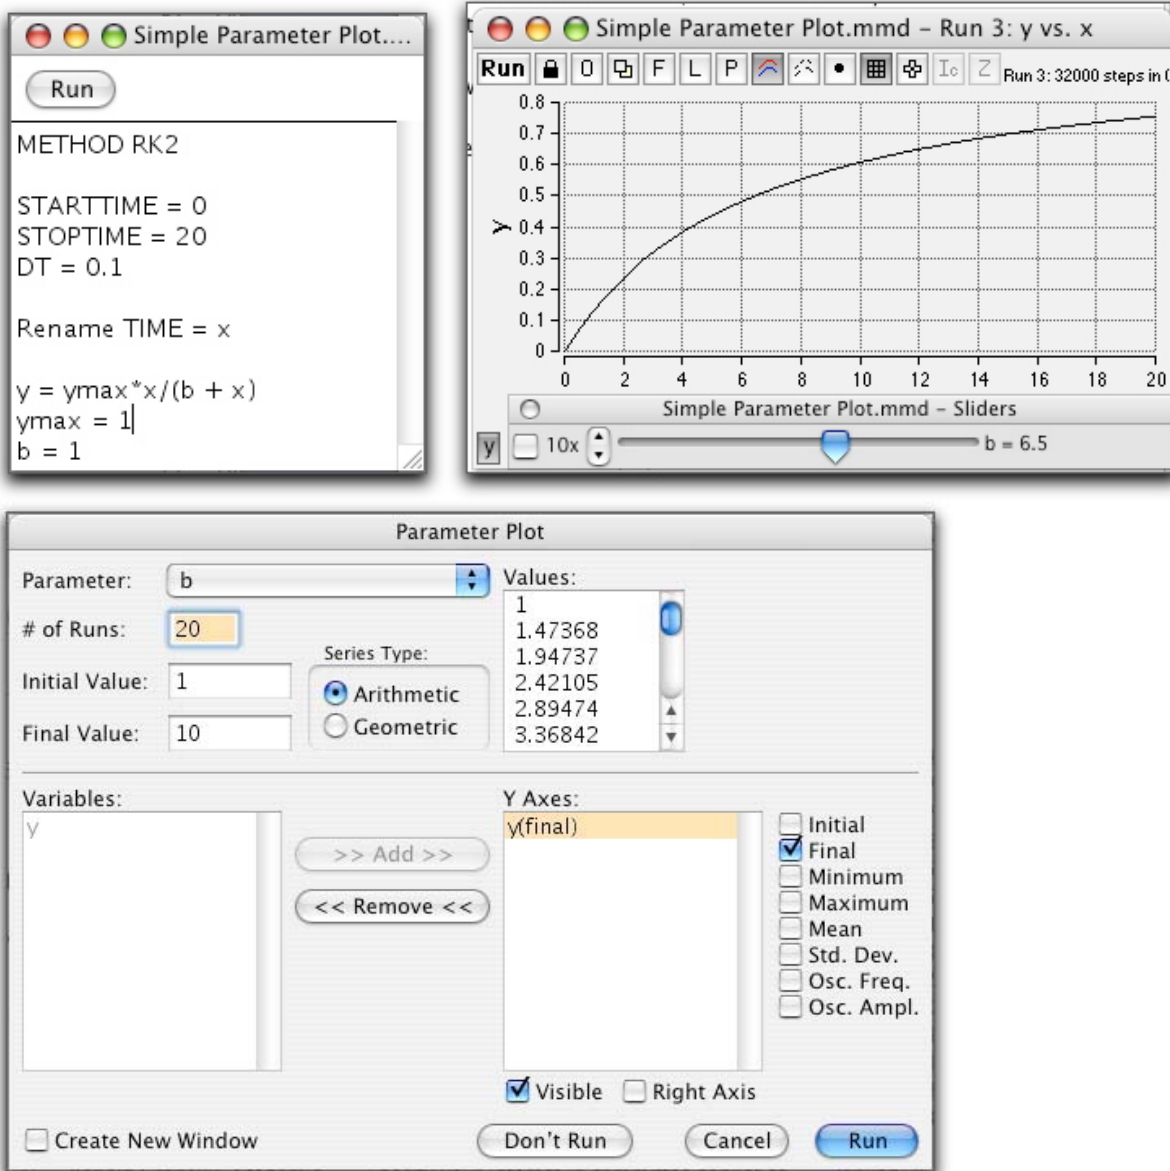 Simple Parameter Plot....
Run
METHOD RK2
STARTTIME = 0
STOPTIME = 20
DT = 0.1
Rename TIME = x
y = ymax*x/(b + x)
ymax = 1
b = 1
Simple Parameter Plot.mmd – Run 3: y vs. x
Run O F L P Ic Z Run 3: 32000 steps in
0.8
0.7
0.6
0.5
0.4
0.3
0.2
0.1
0
y
0 2 4 6 8 10 12 14 16 18 20
Simple Parameter Plot.mmd – Sliders
y 10x b = 6.5
Parameter Plot
Parameter: b
# of Runs: 20
Initial Value: 1
Final Value: 10
Series Type:
Arithmetic
Geometric
Values:
1
1.47368
1.94737
2.42105
2.89474
3.36842
Variables:
y
>> Add >>
<< Remove <<
Y Axes:
y(final)
Initial
Final
Minimum
Maximum
Mean
Std. Dev.
Osc. Freq.
Osc. Ampl.
Visible Right Axis
Create New Window Don't Run Cancel Run